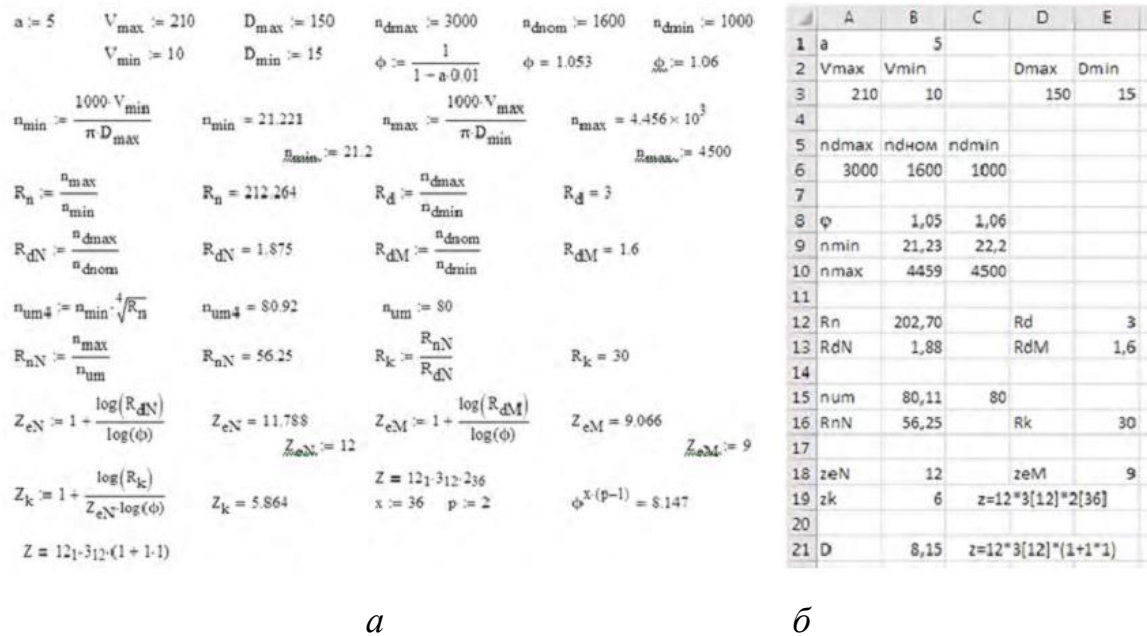 a := 5 V_max := 210 D_max := 150 n_dmax := 3000 n_dnom := 1600 n_dmin := 1000
V_min := 10 D_min := 15 ϕ := 1/(1 − a·0.01) ϕ = 1.053 ϕ := 1.06
n_min := 1000·V_min/(π·D_max) n_min = 21.221 n_max := 1000·V_max/(π·D_min) n_max = 4.456 × 10³
n_min := 21.2 n_max := 4500
R_n := n_max/n_min R_n = 212.264 R_d := n_dmax/n_dmin R_d = 3
R_dN := n_dmax/n_dnom R_dN = 1.875 R_dM := n_dnom/n_dmin R_dM = 1.6
n_um4 := n_min·⁴√R_n n_um4 = 80.92 n_um := 80
R_nN := n_max/n_um R_nN = 56.25 R_k := R_nN/R_dN R_k = 30
Z_eN := 1 + log(R_dN)/log(ϕ) Z_eN = 11.788 Z_eM := 1 + log(R_dM)/log(ϕ) Z_eM = 9.066
Z_eN := 12 Z_eM := 9
Z_k := 1 + log(R_k)/(Z_eN·log(ϕ)) Z_k = 5.864 Z = 12₁·3₁₂·2₃₆
x := 36 p := 2 ϕ^(x·(p−1)) = 8.147
Z = 12₁·3₁₂·(1 + 1·1)
A B C D E
1 a 5
2 Vmax Vmin Dmax Dmin
3 210 10 150 15
4
5 ndmax ndном ndmin
6 3000 1600 1000
7
8 φ 1,05 1,06
9 nmin 21,23 22,2
10 nmax 4459 4500
11
12 Rn 202,70 Rd 3
13 RdN 1,88 RdM 1,6
14
15 num 80,11 80
16 RnN 56,25 Rk 30
17
18 zeN 12 zeM 9
19 zk 6 z=12*3[12]*2[36]
20
21 D 8,15 z=12*3[12]*(1+1*1)
а б